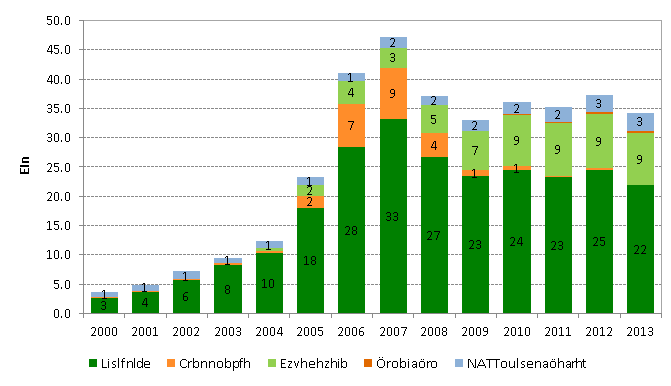 50.0
45.0
40.0
35.0
30.0
25.0
20.0
15.0
10.0
5.0
0.0
Eln
1 1 1 1 1 1 1 2 2 2 2 2 3 3
2 4 3 5 7 9 9 9 9
2 7 9 4 1 1
3 4 6 8 10 18 28 33 27 23 24 23 25 22
2000 2001 2002 2003 2004 2005 2006 2007 2008 2009 2010 2011 2012 2013
Lislfnlde Crbnnobpfh Ezvhehzhib Örobiaöro NATToulsenaöharht